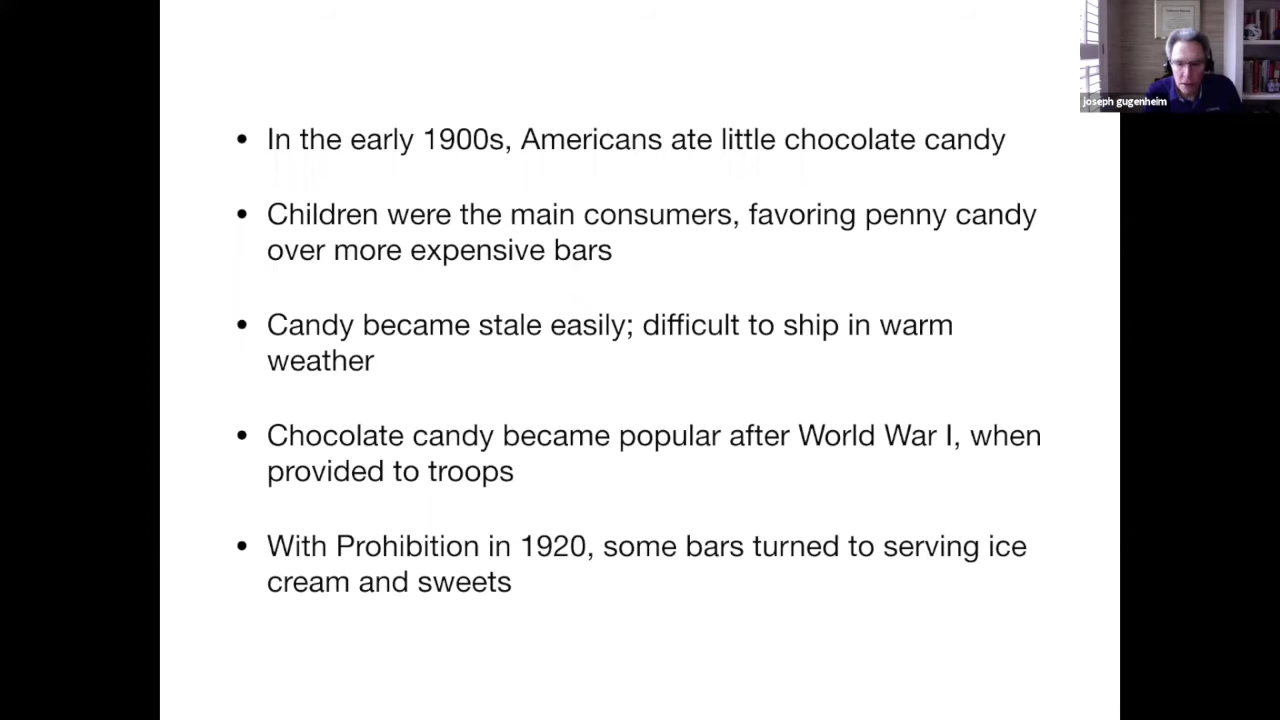 joseph gugenheim
• In the early 1900s, Americans ate little chocolate candy
• Children were the main consumers, favoring penny candy
over more expensive bars
• Candy became stale easily; difficult to ship in warm
weather
• Chocolate candy became popular after World War I, when
provided to troops
• With Prohibition in 1920, some bars turned to serving ice
cream and sweets